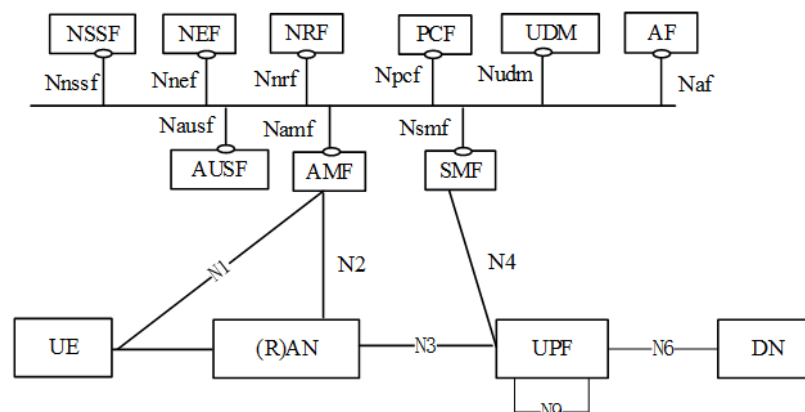 NSSF NEF NRF PCF UDM AF
Nnssf Nnef Nnrf Npcf Nudm Naf
Nausf Namf Nsmf
AUSF AMF SMF
N1 N2 N4
UE (R)AN N3 UPF N6 DN
N9